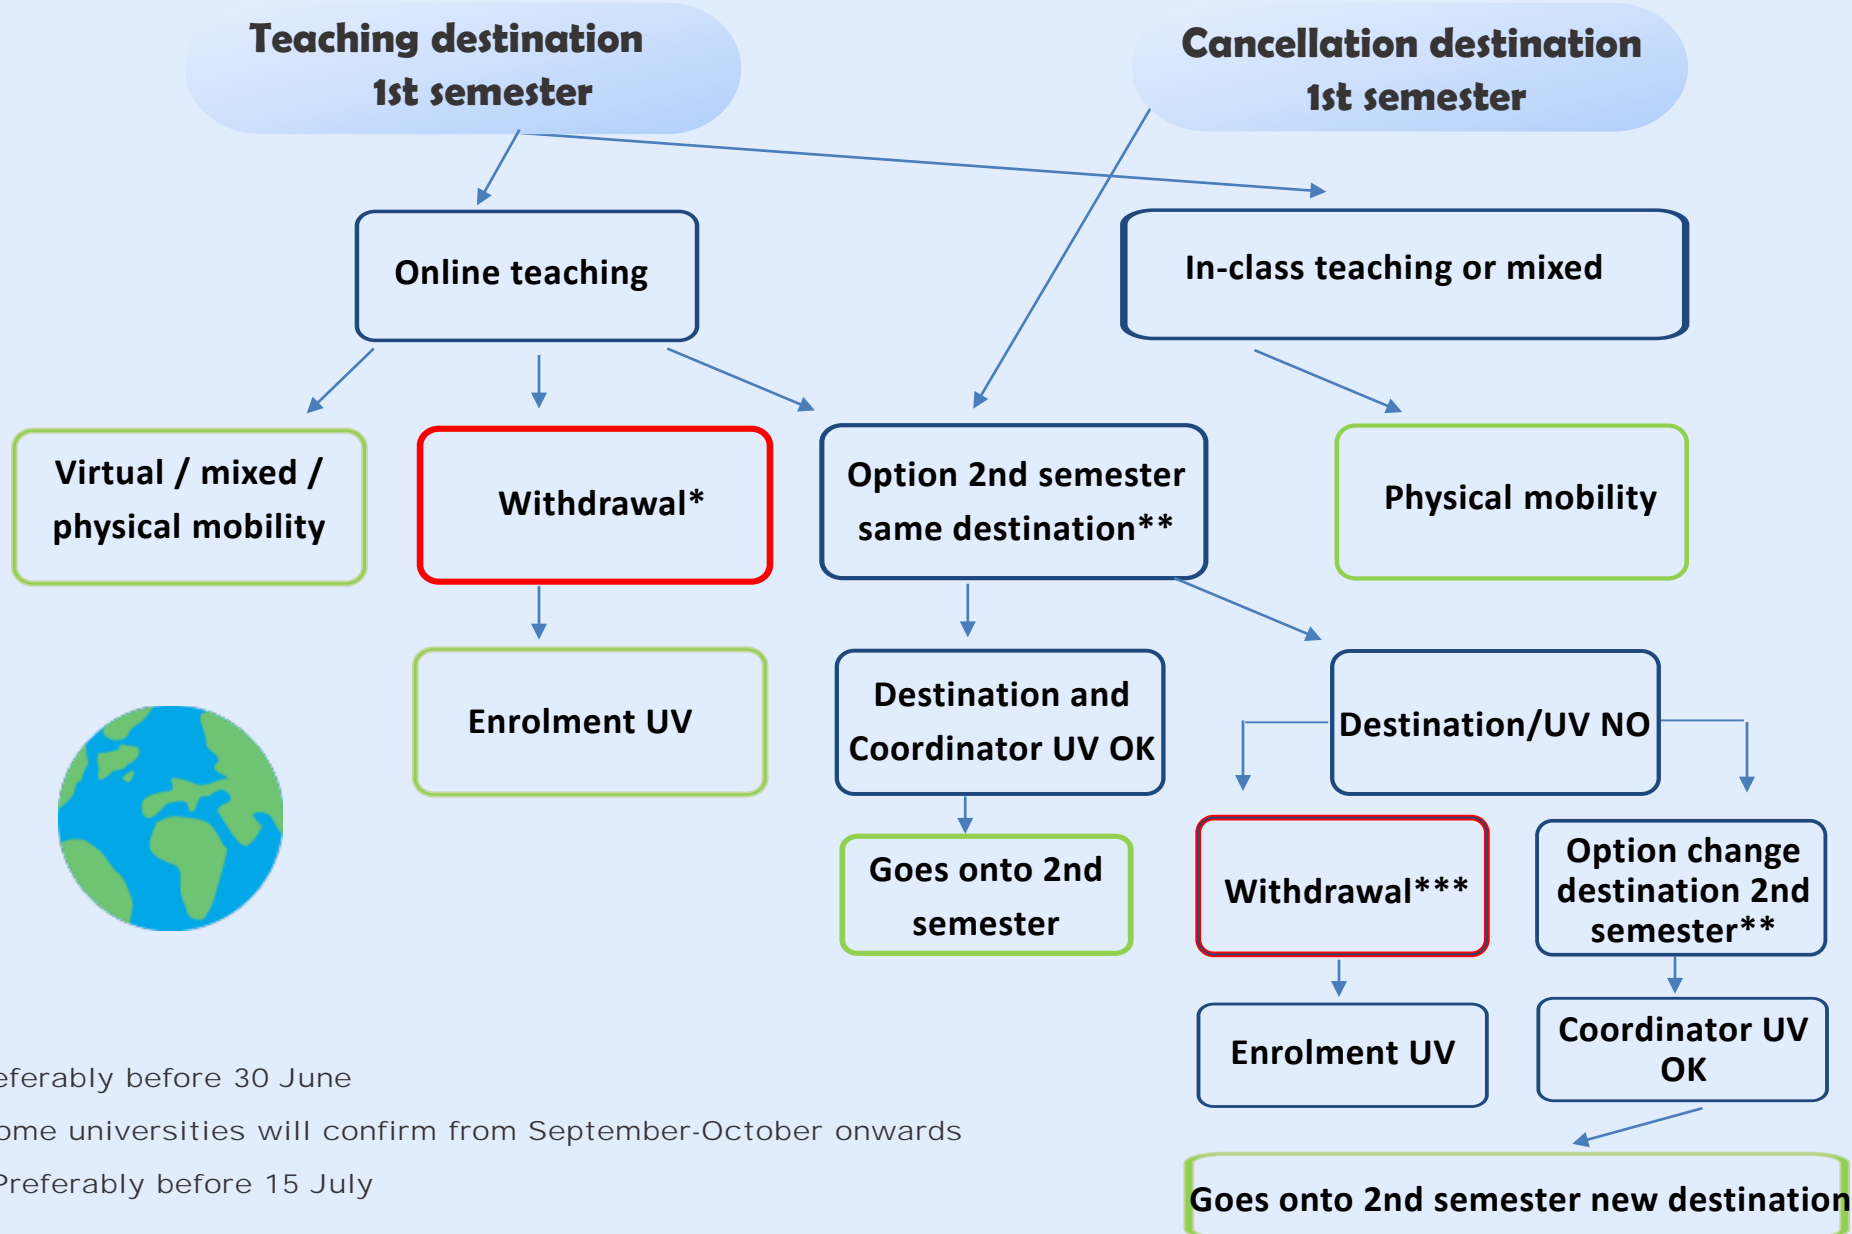 Teaching destination
1st semester
Cancellation destination
1st semester
Online teaching
In-class teaching or mixed
Virtual / mixed /
physical mobility
Withdrawal*
Option 2nd semester
same destination**
Physical mobility
Enrolment UV
Destination and
Coordinator UV OK
Destination/UV NO
Goes onto 2nd
semester
Withdrawal***
Option change
destination 2nd
semester**
Enrolment UV
Coordinator UV
OK
Goes onto 2nd semester new destination
eferably before 30 June
ome universities will confirm from September-October onwards
Preferably before 15 July